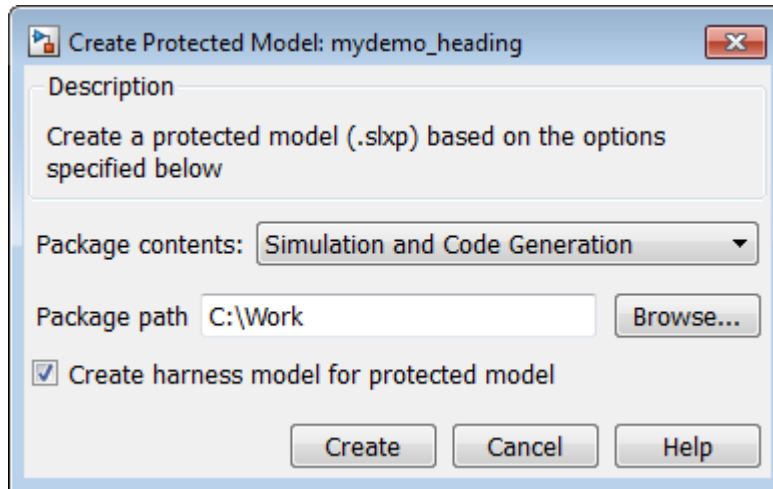 Create Protected Model: mydemo_heading
Description
Create a protected model (.slxp) based on the options
specified below
Package contents: Simulation and Code Generation
Package path C:\Work Browse...
Create harness model for protected model
Create Cancel Help